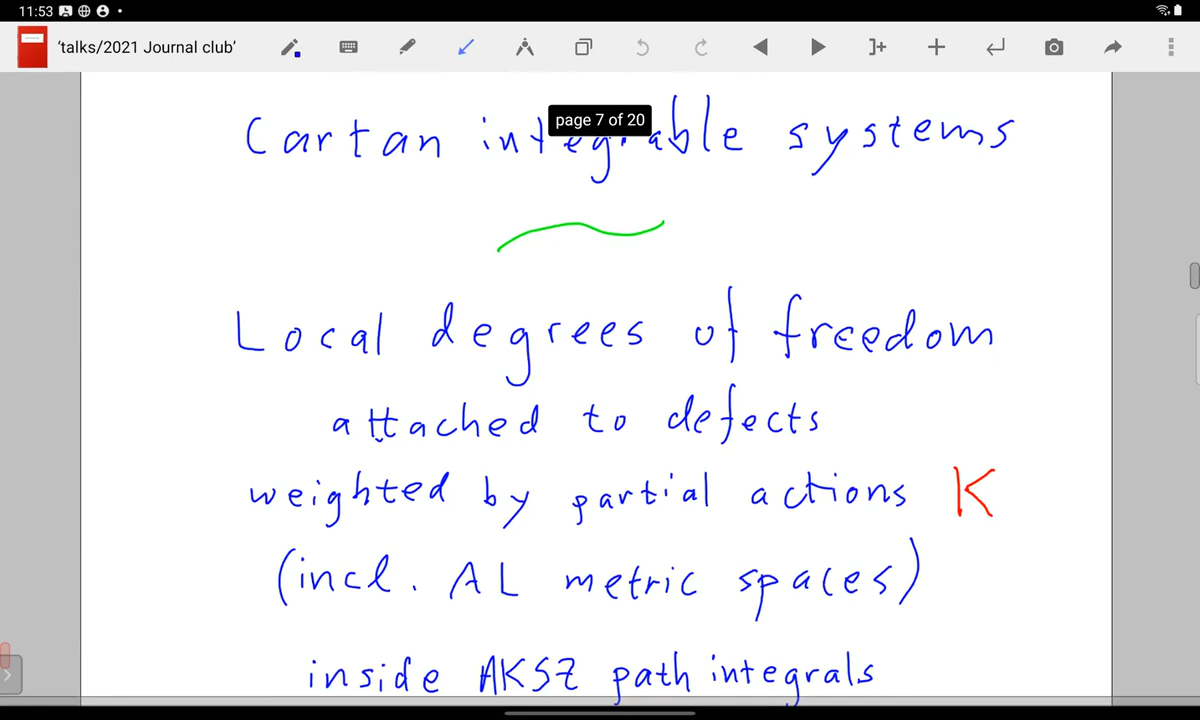 11:53
'talks/2021 Journal club'
page 7 of 20
Cartan integrable systems
Local degrees of freedom
attached to defects
weighted by partial actions K
(incl. AL metric spaces)
inside AKSZ path integrals